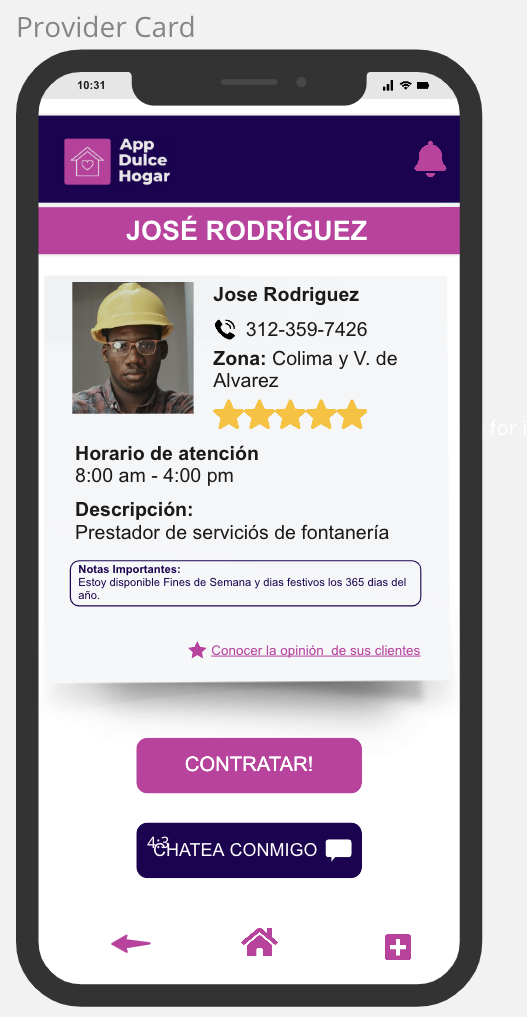 Provider Card
10:31
App
Dulce
Hogar
JOSÉ RODRÍGUEZ
Jose Rodriguez
312-359-7426
Zona: Colima y V. de
Alvarez
Horario de atención
8:00 am - 4:00 pm
Descripción:
Prestador de serviciós de fontanería
Notas Importantes:
Estoy disponible Fines de Semana y dias festivos los 365 dias del
año.
Conocer la opinión  de sus clientes
CONTRATAR!
4:3
CHATEA CONMIGO
for i